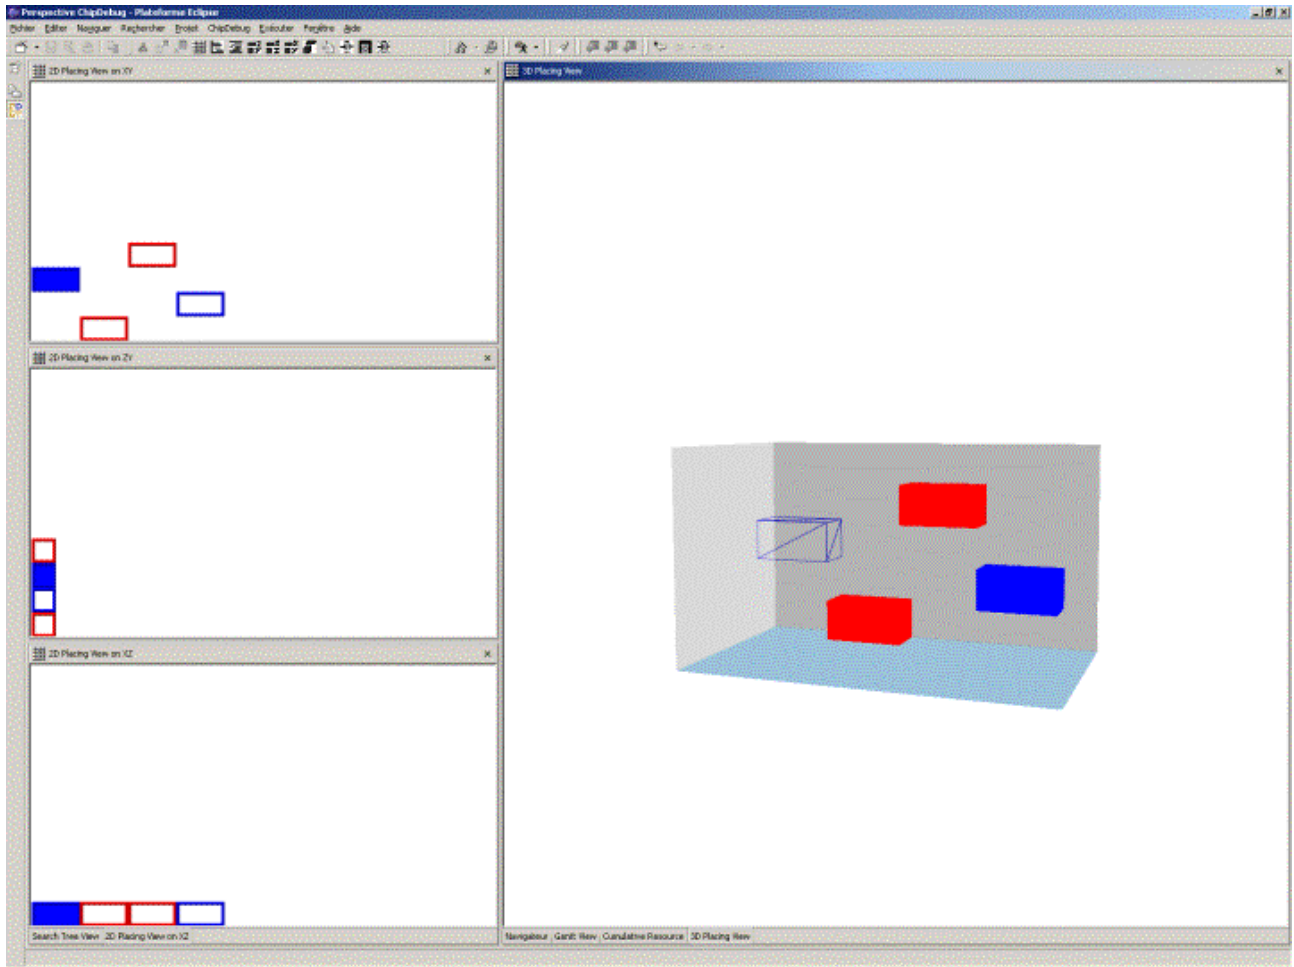 Perspective ChipDebug - Plateforme Eclipse
Fichier Editer Naviguer Rechercher Projet ChipDebug Exécuter Fenêtre Aide
2D Placing View on XY
3D Placing View
2D Placing View on ZY
2D Placing View on XZ
Search Tree View 2D Placing View on XZ
Navigateur Gantt View Cumulative Resource 3D Placing View